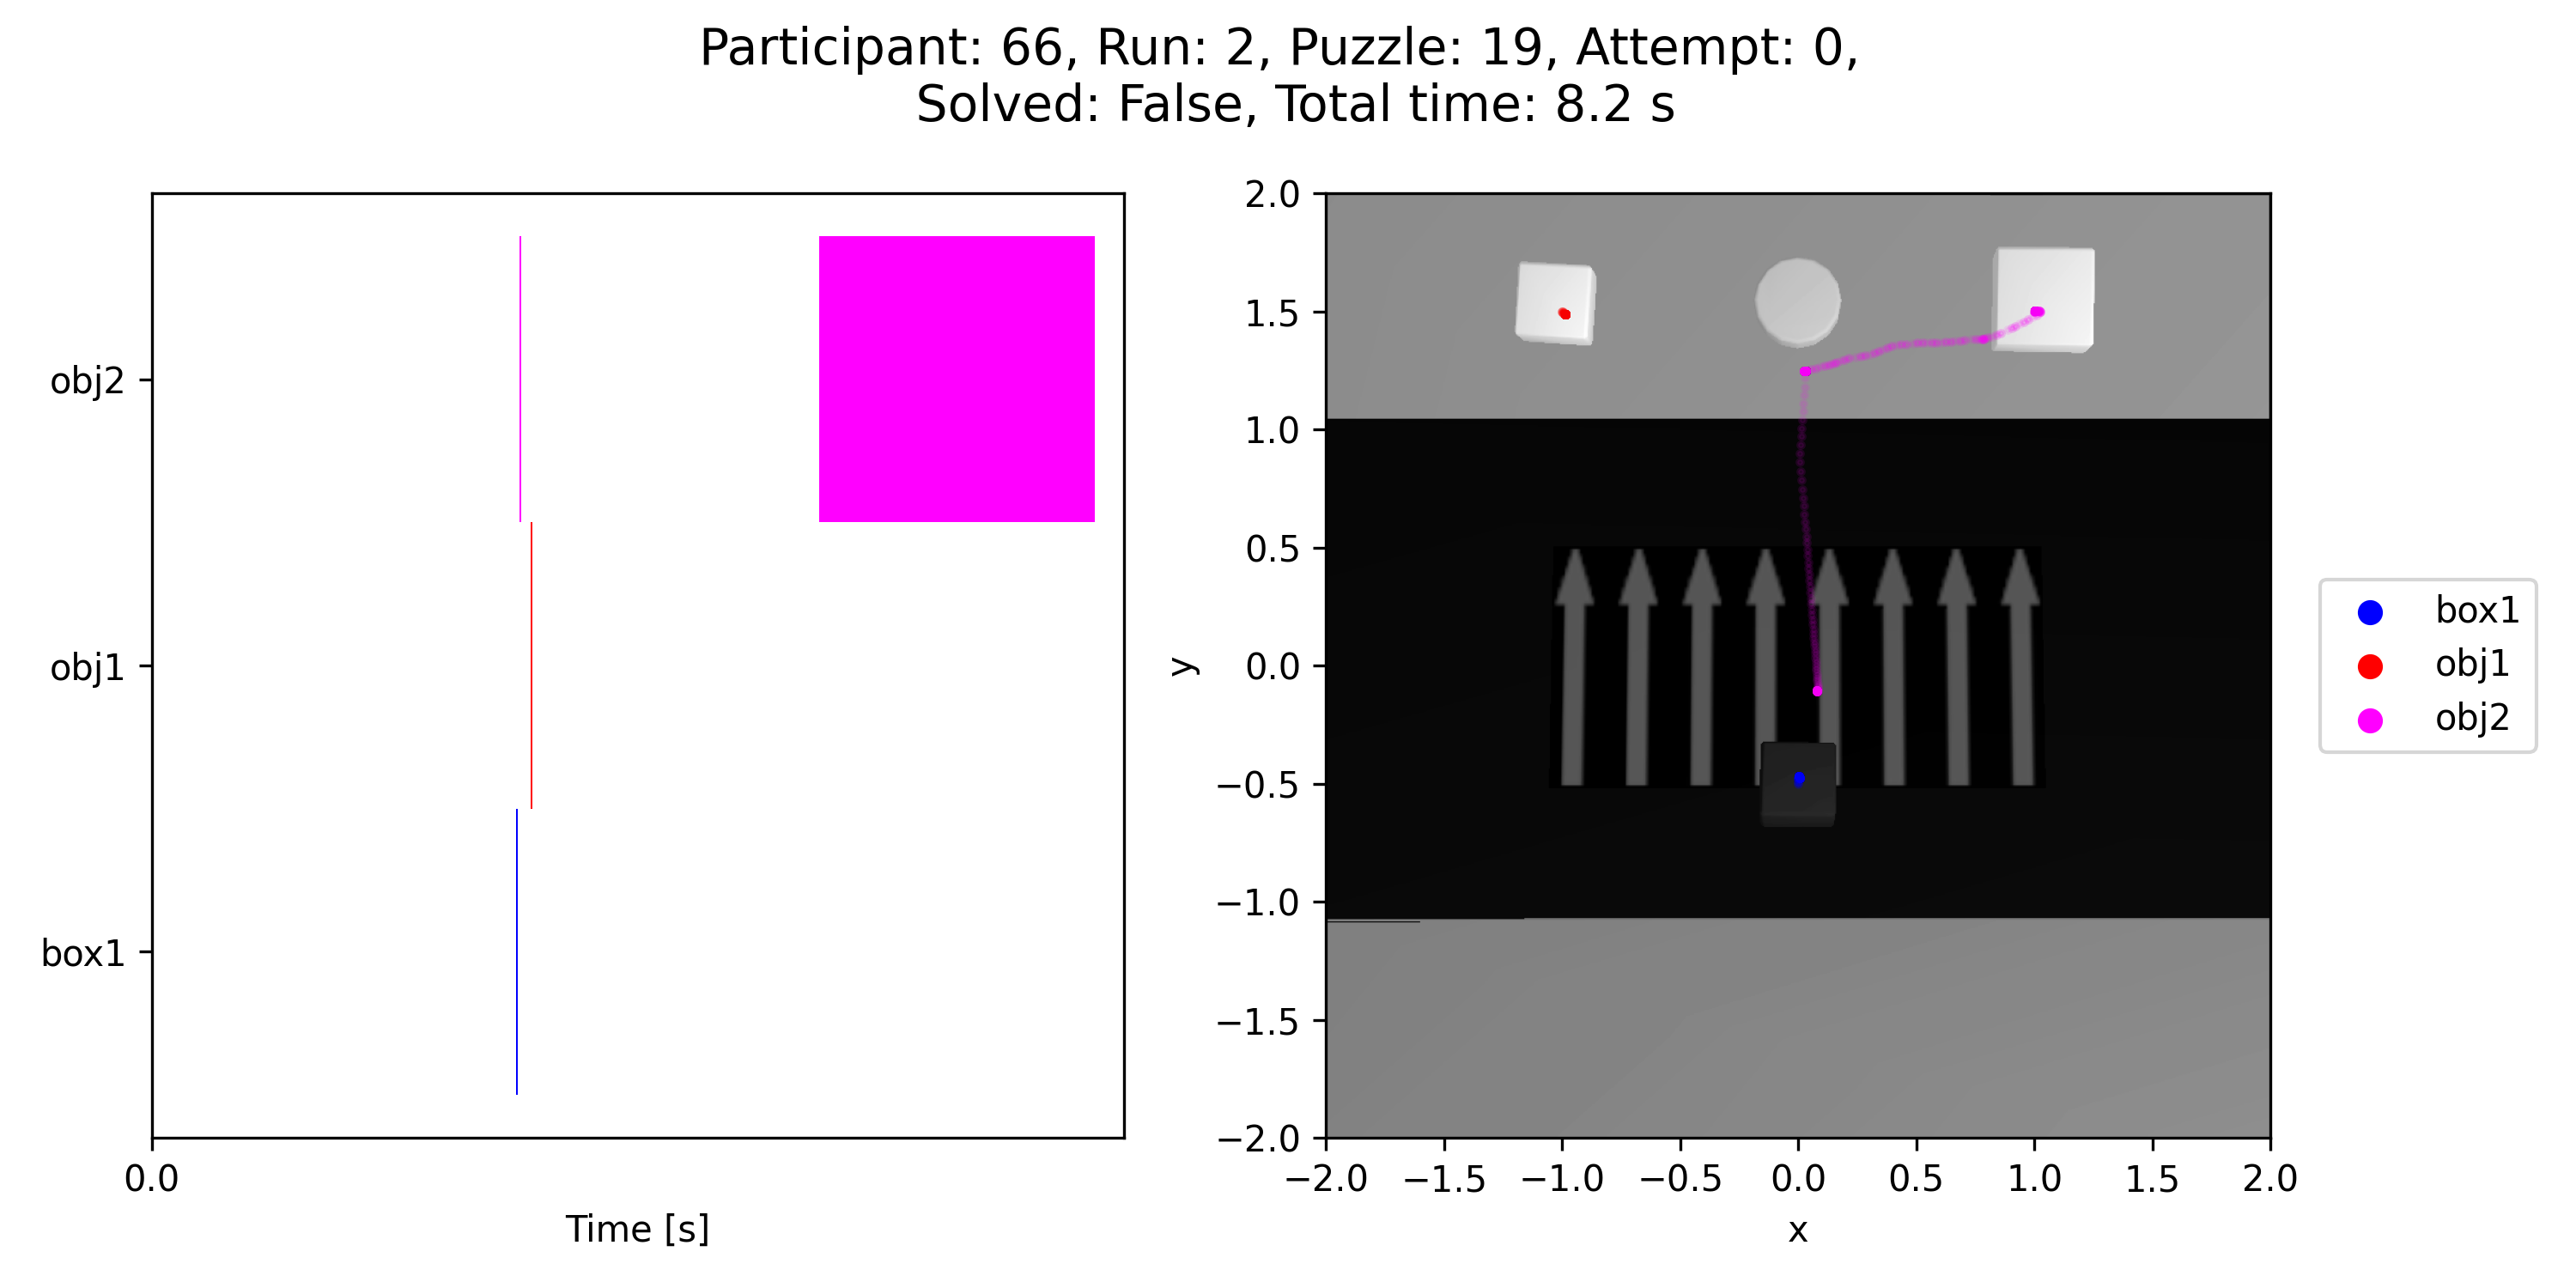 Participant: 66, Run: 2, Puzzle: 19, Attempt: 0,
Solved: False, Total time: 8.2 s
obj2
obj1
box1
0.0
Time [s]
2.0
1.5
1.0
0.5
0.0
−0.5
−1.0
−1.5
−2.0
y
−2.0 −1.5 −1.0 −0.5 0.0 0.5 1.0 1.5 2.0
x
box1
obj1
obj2